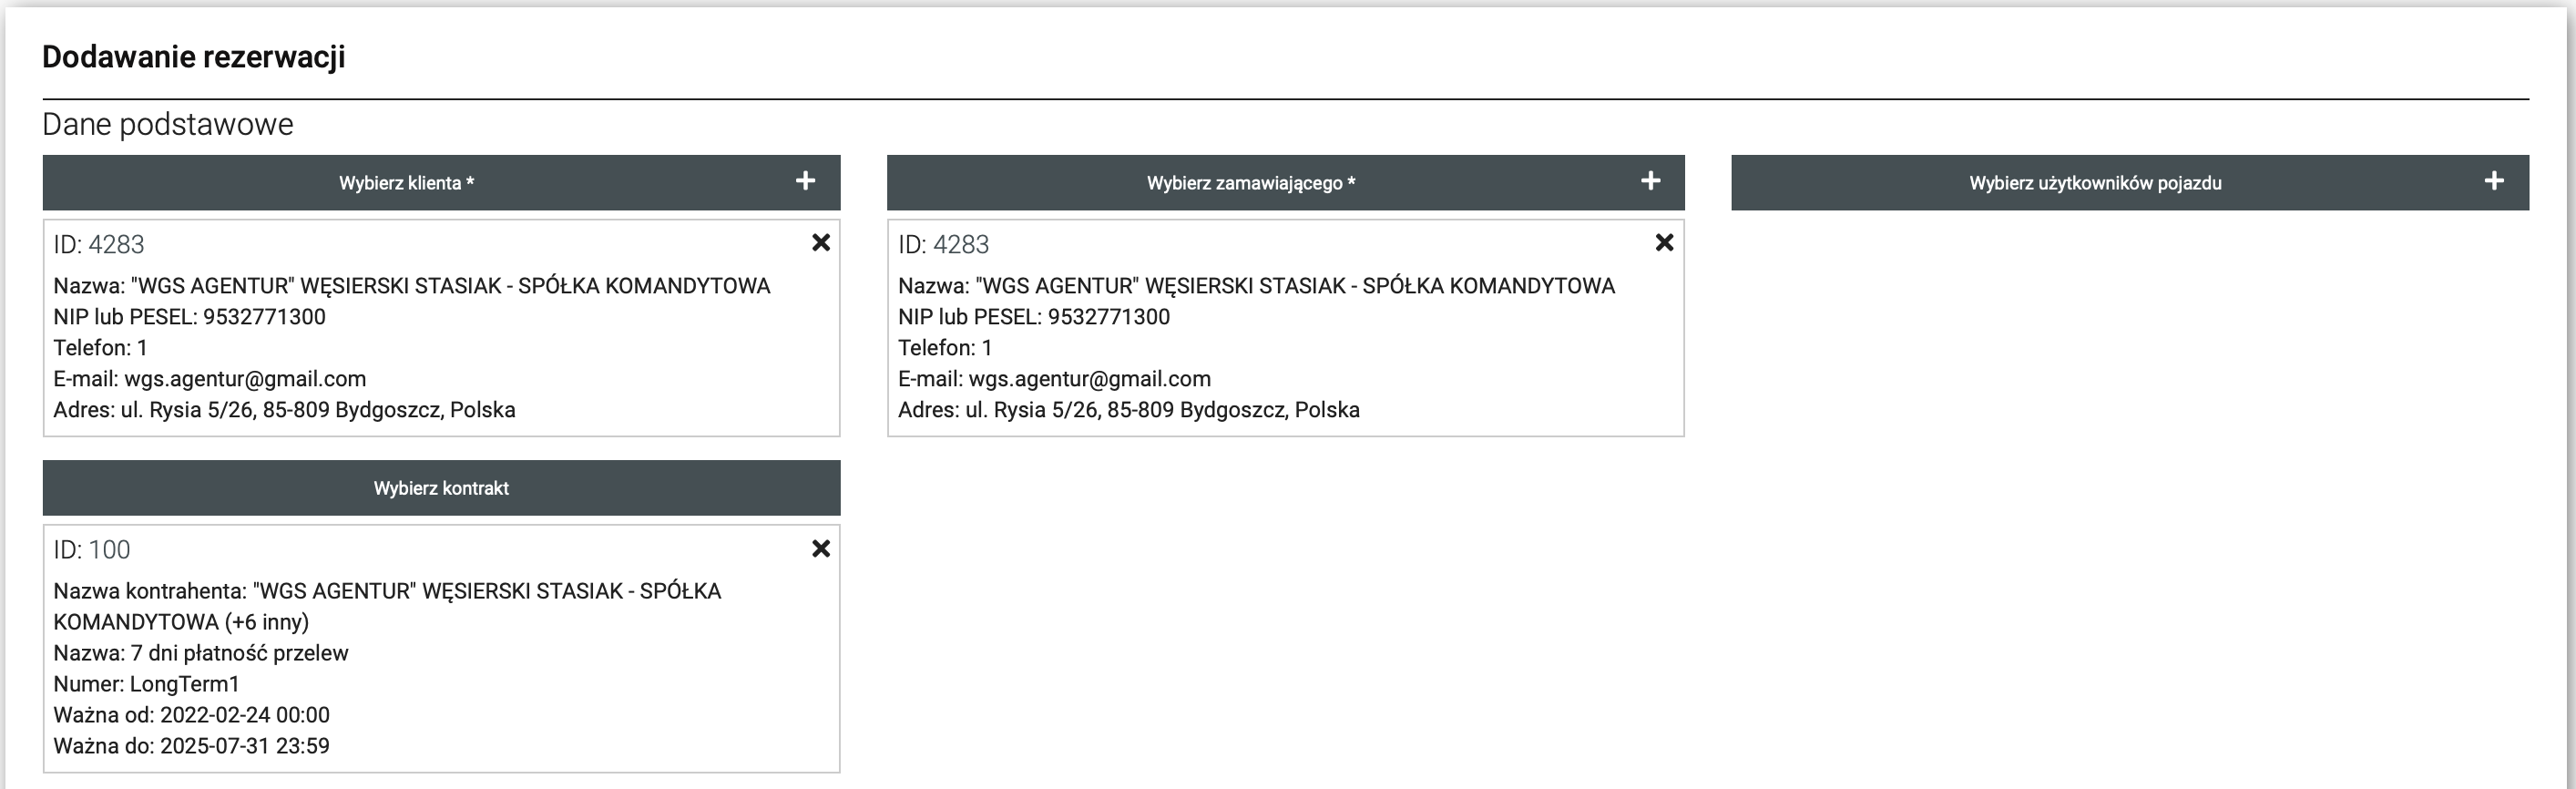 Dodawanie rezerwacji
Dane podstawowe
Wybierz klienta *
ID: 4283
Nazwa: "WGS AGENTUR" WĘSIERSKI STASIAK - SPÓŁKA KOMANDYTOWA
NIP lub PESEL: 9532771300
Telefon: 1
E-mail: wgs.agentur@gmail.com
Adres: ul. Rysia 5/26, 85-809 Bydgoszcz, Polska
Wybierz kontrakt
ID: 100
Nazwa kontrahenta: "WGS AGENTUR" WĘSIERSKI STASIAK - SPÓŁKA
KOMANDYTOWA (+6 inny)
Nazwa: 7 dni płatność przelew
Numer: LongTerm1
Ważna od: 2022-02-24 00:00
Ważna do: 2025-07-31 23:59
Wybierz zamawiającego *
ID: 4283
Nazwa: "WGS AGENTUR" WĘSIERSKI STASIAK - SPÓŁKA KOMANDYTOWA
NIP lub PESEL: 9532771300
Telefon: 1
E-mail: wgs.agentur@gmail.com
Adres: ul. Rysia 5/26, 85-809 Bydgoszcz, Polska
Wybierz użytkowników pojazdu